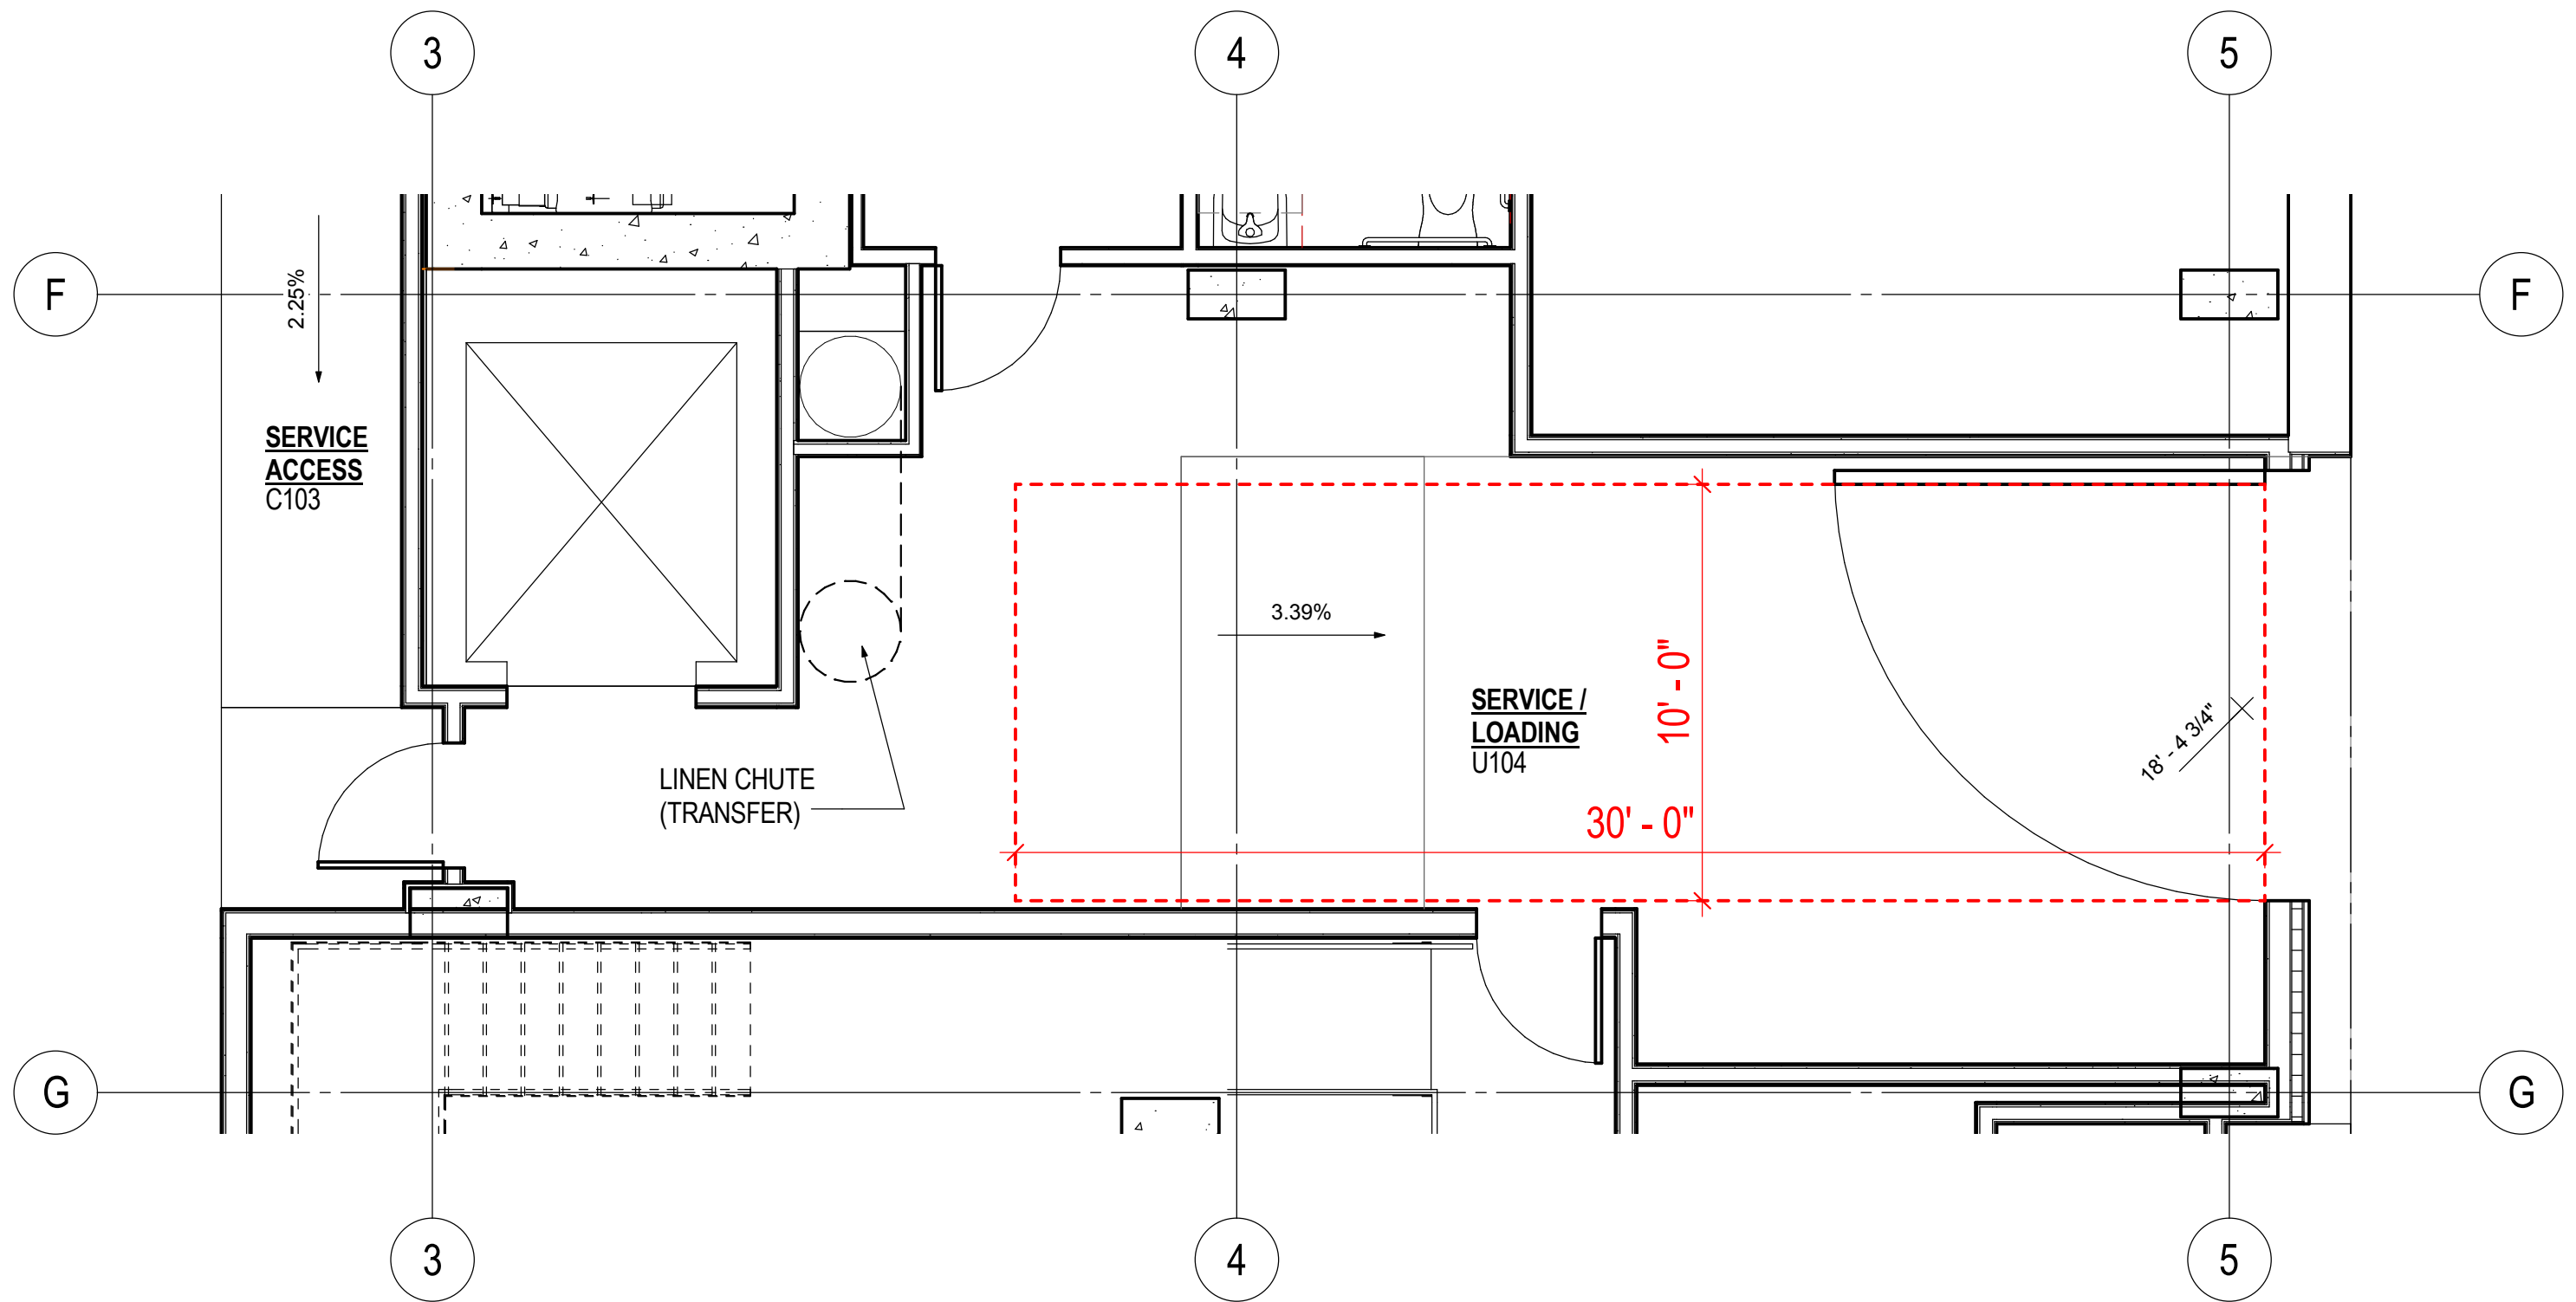 3
4
5
F
F
2.25%
SERVICE
ACCESS
C103
3.39%
10' - 0"
SERVICE /
LOADING
U104
18' - 4 3/4"
LINEN CHUTE
(TRANSFER)
30' - 0"
G
G
3
4
5